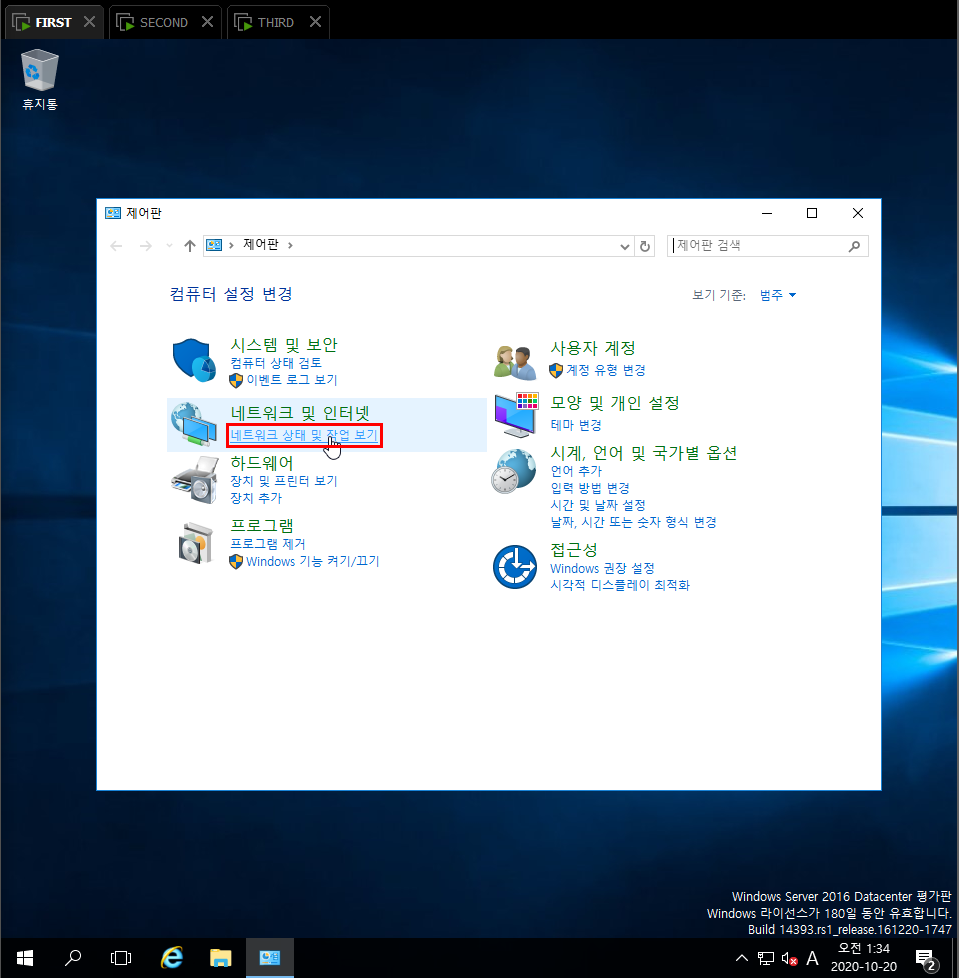 FIRST
SECOND
THIRD
휴지통
제어판
제어판
제어판 검색
컴퓨터 설정 변경
보기 기준: 범주
시스템 및 보안
컴퓨터 상태 검토
이벤트 로그 보기
네트워크 및 인터넷
네트워크 상태 및 작업 보기
하드웨어
장치 및 프린터 보기
장치 추가
프로그램
프로그램 제거
Windows 기능 켜기/끄기
사용자 계정
계정 유형 변경
모양 및 개인 설정
테마 변경
시계, 언어 및 국가별 옵션
언어 추가
입력 방법 변경
시간 및 날짜 설정
날짜, 시간 또는 숫자 형식 변경
접근성
Windows 권장 설정
시각적 디스플레이 최적화
Windows Server 2016 Datacenter 평가판
Windows 라이선스가 180일 동안 유효합니다.
Build 14393.rs1_release.161220-1747
A
오전 1:34
2020-10-20
2